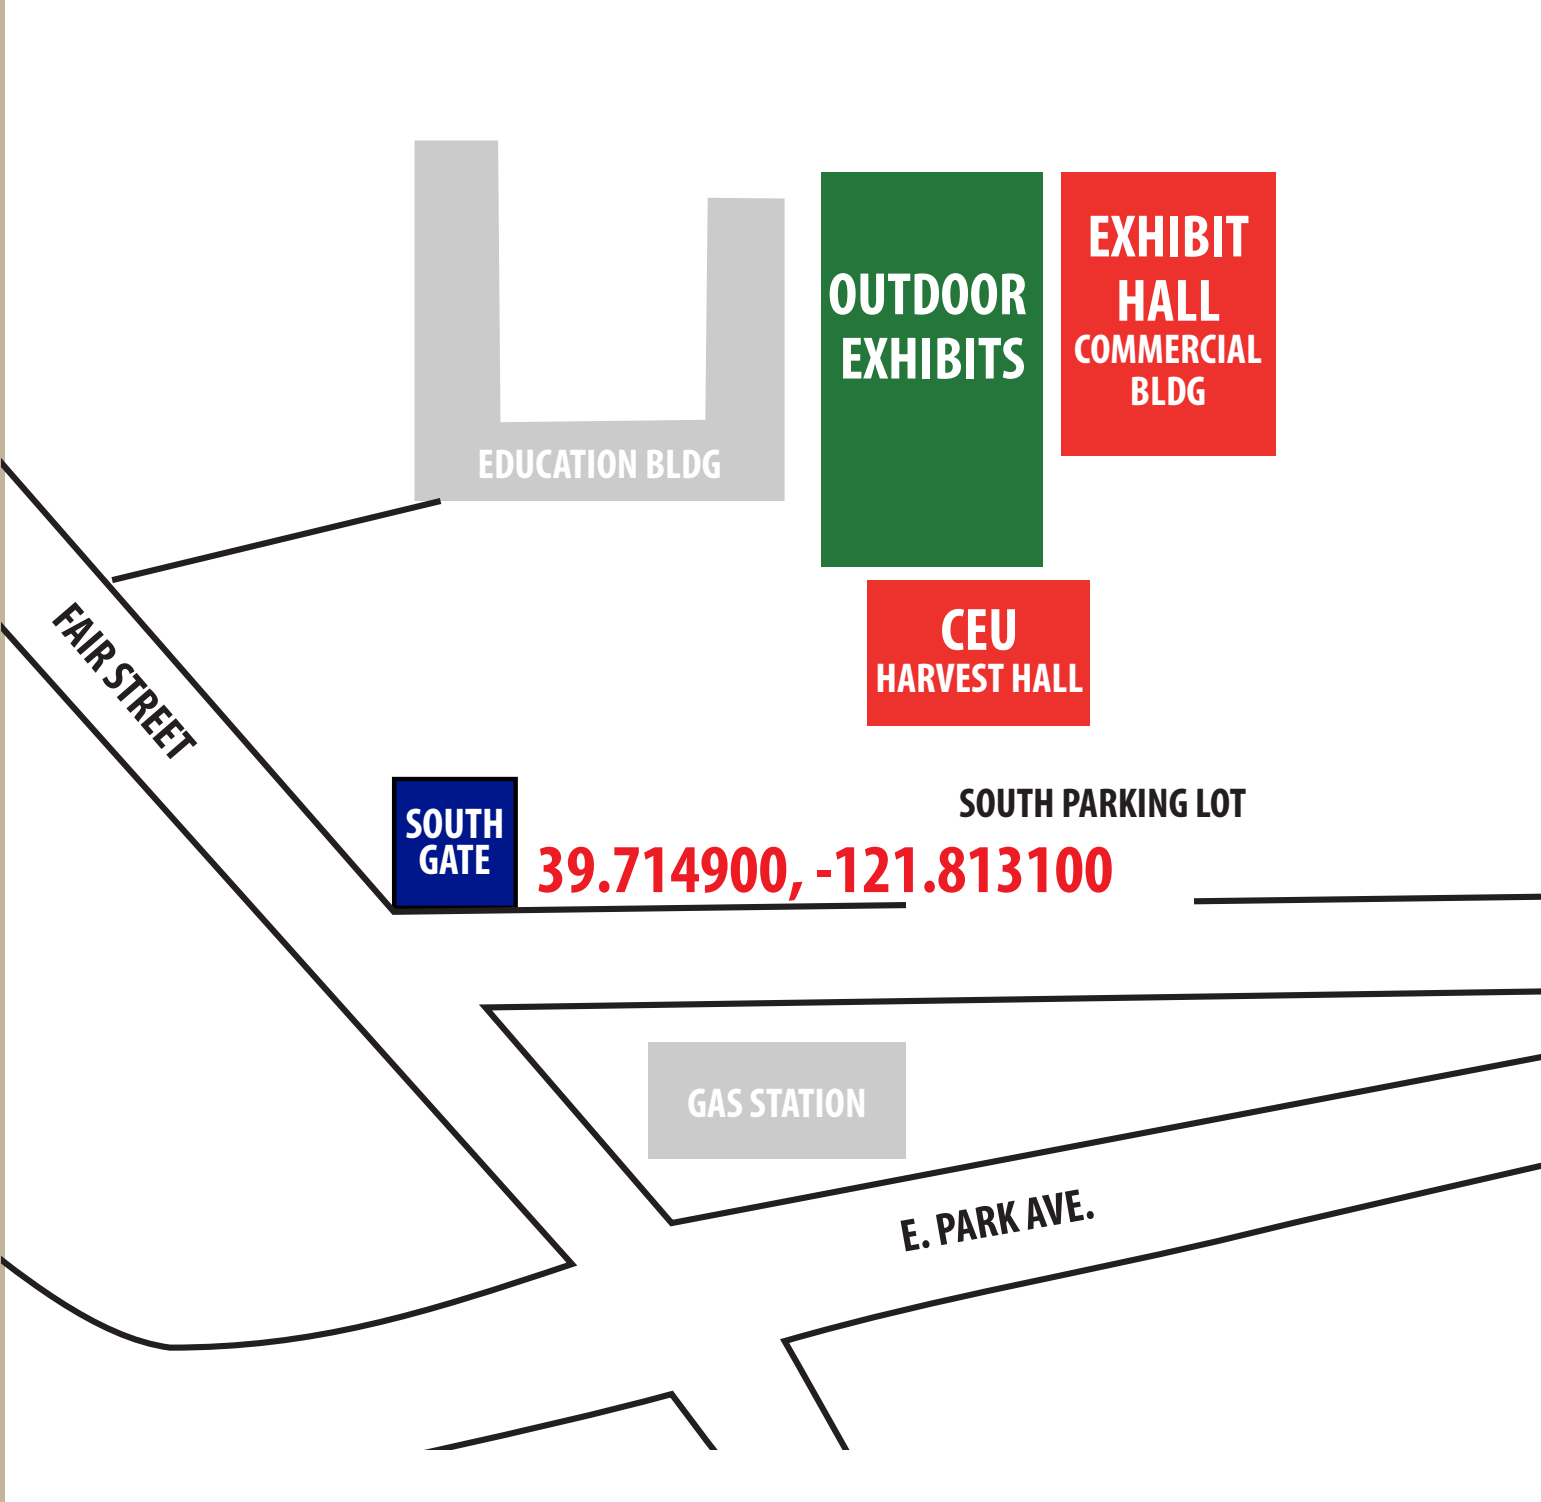 EXHIBIT
HALL
COMMERCIAL
BLDG
OUTDOOR
EXHIBITS
EDUCATION BLDG
CEU
HARVEST HALL
FAIR STREET
SOUTH PARKING LOT
SOUTH
GATE
39.714900, -121.813100
GAS STATION
E. PARK AVE.